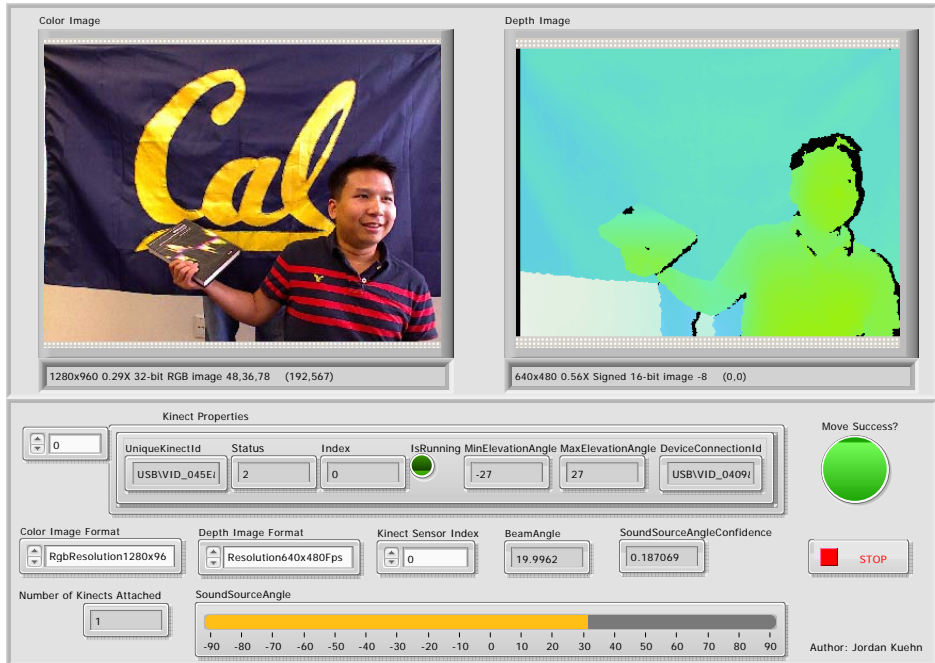 Color Image
Depth Image
Cal
1280x960 0.29X 32-bit RGB image 48,36,78 (192,567)
640x480 0.56X Signed 16-bit image -8 (0,0)
Kinect Properties
Move Success?
0
UniqueKinectId Status Index IsRunning MinElevationAngle MaxElevationAngle DeviceConnectionId
USB\VID_045E 2 0 -27 27 USB\VID_0409
Color Image Format
Depth Image Format
Kinect Sensor Index
BeamAngle
SoundSourceAngleConfidence
RgbResolution1280x96
Resolution640x480Fps
0
19.9962
0.187069
STOP
Number of Kinects Attached
1
SoundSourceAngle
-90 -80 -70 -60 -50 -40 -30 -20 -10 0 10 20 30 40 50 60 70 80 90
Author: Jordan Kuehn